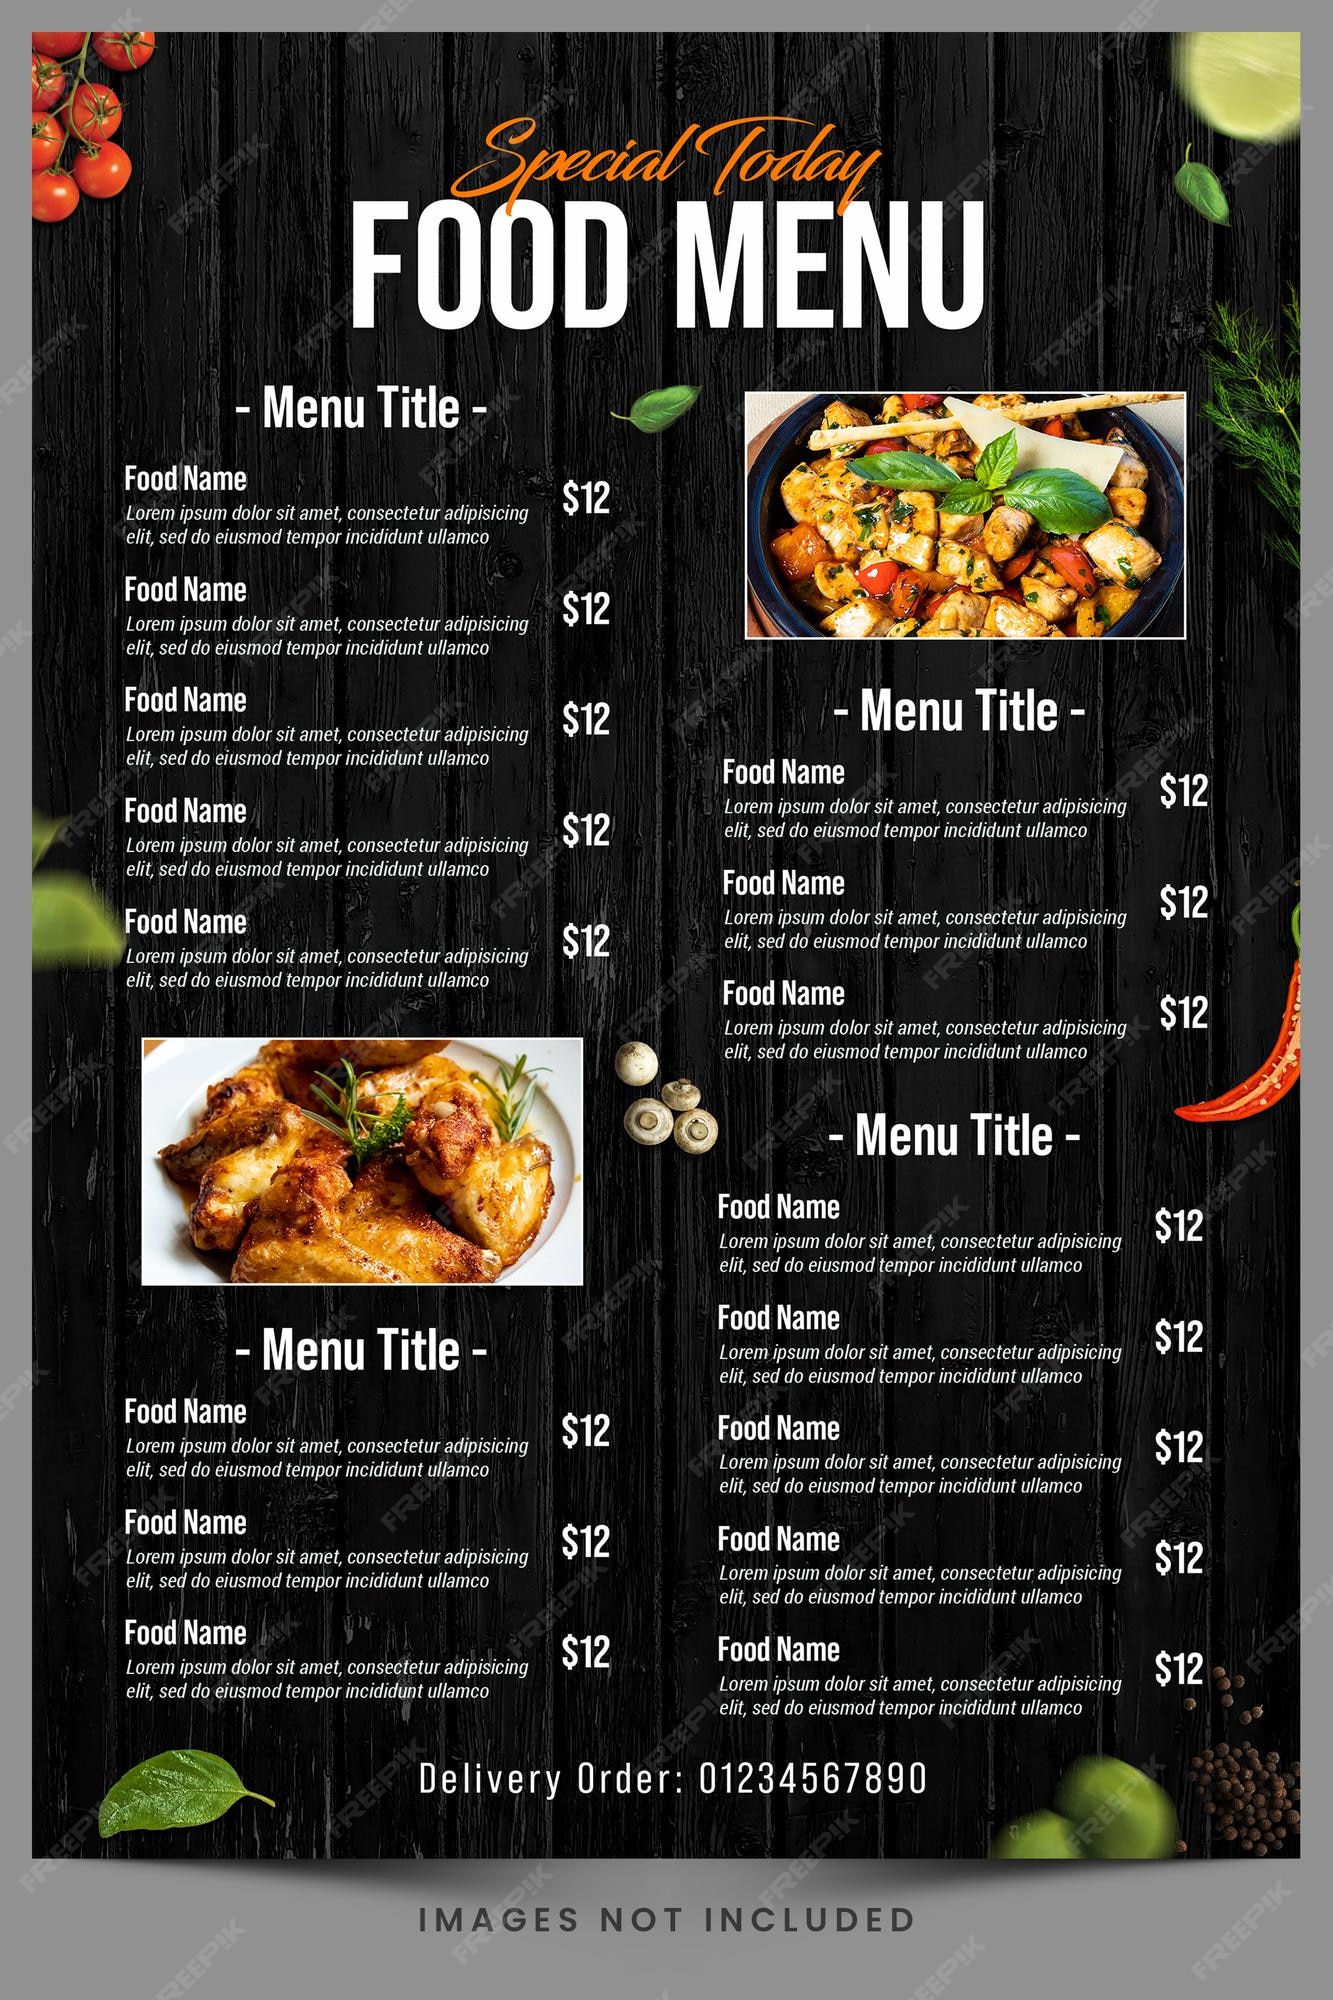 Special Today
FOOD MENU
- Menu Title -
Food Name
Lorem ipsum dolor sit amet, consectetur adipisicing
elit, sed do eiusmod tempor incididunt ullamco
$12
Food Name
Lorem ipsum dolor sit amet, consectetur adipisicing
elit, sed do eiusmod tempor incididunt ullamco
$12
Food Name
Lorem ipsum dolor sit amet, consectetur adipisicing
elit, sed do eiusmod tempor incididunt ullamco
$12
Food Name
Lorem ipsum dolor sit amet, consectetur adipisicing
elit, sed do eiusmod tempor incididunt ullamco
$12
Food Name
Lorem ipsum dolor sit amet, consectetur adipisicing
elit, sed do eiusmod tempor incididunt ullamco
$12
- Menu Title -
Food Name
Lorem ipsum dolor sit amet, consectetur adipisicing
elit, sed do eiusmod tempor incididunt ullamco
$12
Food Name
Lorem ipsum dolor sit amet, consectetur adipisicing
elit, sed do eiusmod tempor incididunt ullamco
$12
Food Name
Lorem ipsum dolor sit amet, consectetur adipisicing
elit, sed do eiusmod tempor incididunt ullamco
$12
- Menu Title -
Food Name
Lorem ipsum dolor sit amet, consectetur adipisicing
elit, sed do eiusmod tempor incididunt ullamco
$12
Food Name
Lorem ipsum dolor sit amet, consectetur adipisicing
elit, sed do eiusmod tempor incididunt ullamco
$12
Food Name
Lorem ipsum dolor sit amet, consectetur adipisicing
elit, sed do eiusmod tempor incididunt ullamco
$12
- Menu Title -
Food Name
Lorem ipsum dolor sit amet, consectetur adipisicing
elit, sed do eiusmod tempor incididunt ullamco
$12
Food Name
Lorem ipsum dolor sit amet, consectetur adipisicing
elit, sed do eiusmod tempor incididunt ullamco
$12
Food Name
Lorem ipsum dolor sit amet, consectetur adipisicing
elit, sed do eiusmod tempor incididunt ullamco
$12
Food Name
Lorem ipsum dolor sit amet, consectetur adipisicing
elit, sed do eiusmod tempor incididunt ullamco
$12
Food Name
Lorem ipsum dolor sit amet, consectetur adipisicing
elit, sed do eiusmod tempor incididunt ullamco
$12
Delivery Order: 01234567890
IMAGES NOT INCLUDED
FREEP!K